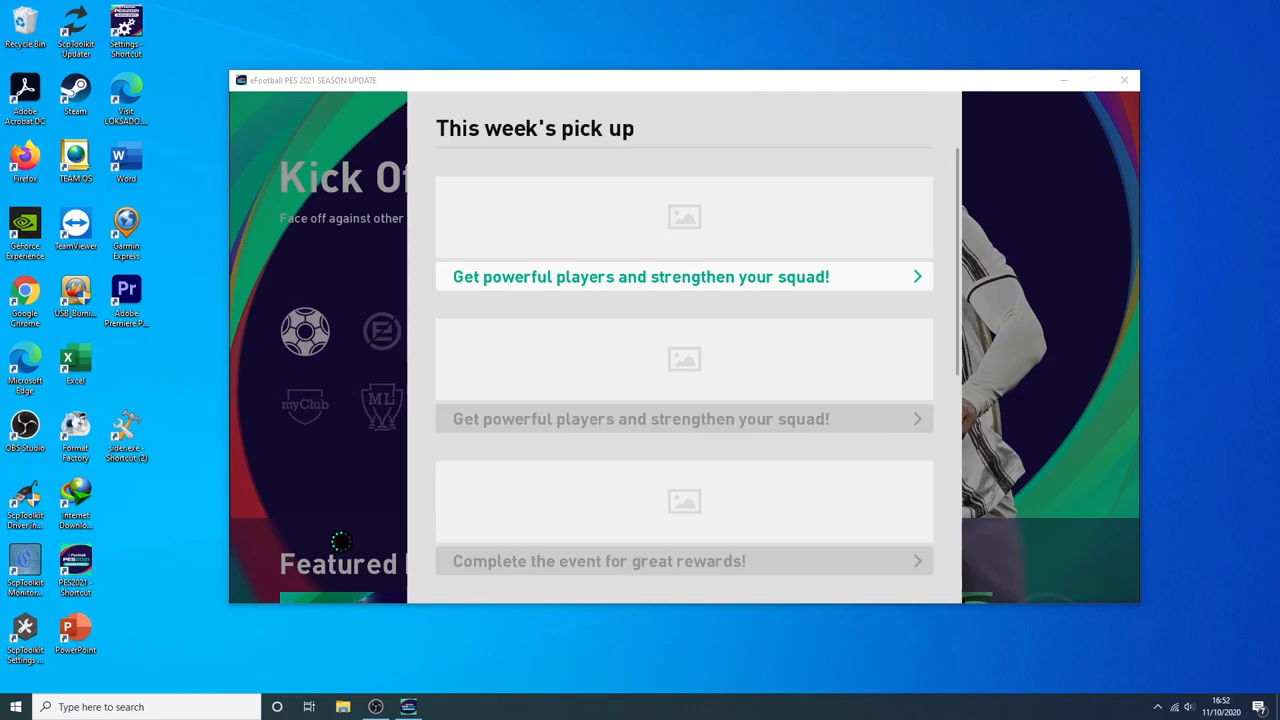 Recycle Bin
ScpToolkit
Updater
Settings -
Shortcut
Adobe
Acrobat DC
Steam
Visit
LOKSADO....
Firefox
TEAM OS
Word
GeForce
Experience
TeamViewer
Garmin
Express
Google
Chrome
USB_Burni...
Adobe
Premiere P...
Microsoft
Edge
Excel
OBS Studio
Format
Factory
sider.exe -
Shortcut (2)
ScpToolkit
Driver In...
Internet
Downlo...
ScpToolkit
Monitor...
PES2021 -
Shortcut
ScpToolkit
Settings ...
PowerPoint
eFootball PES 2021 SEASON UPDATE
Kick Of
Face off against other
myClub
ML
Featured
This week's pick up
Get powerful players and strengthen your squad!
Get powerful players and strengthen your squad!
Complete the event for great rewards!
Type here to search
16:52
11/10/2020